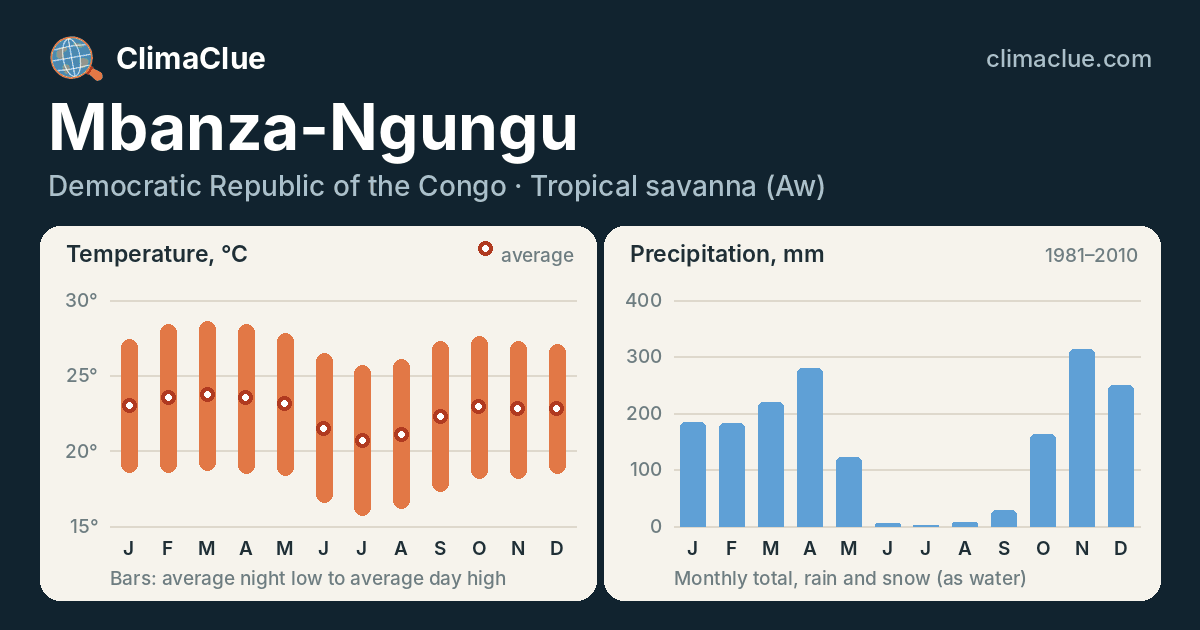 ClimaClue
climaclue.com
Mbanza-Ngungu
Democratic Republic of the Congo · Tropical savanna (Aw)
Temperature, °C
average
30°
25°
20°
15°
J F M A M J J A S O N D
Bars: average night low to average day high
Precipitation, mm
1981–2010
400
300
200
100
0
J F M A M J J A S O N D
Monthly total, rain and snow (as water)